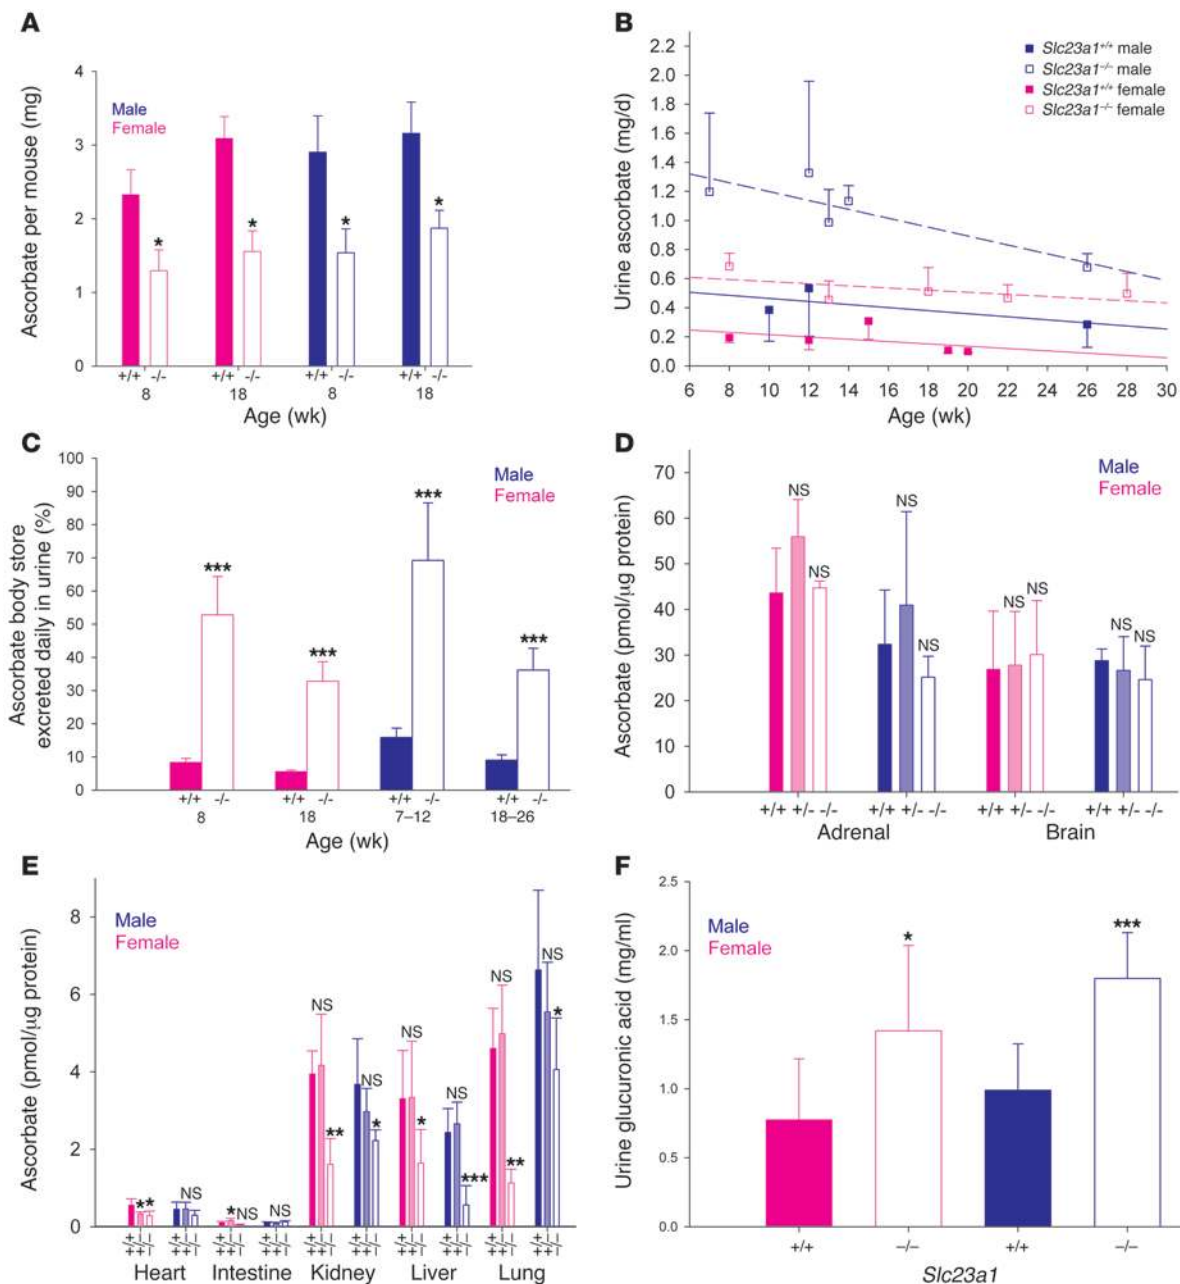 A
Ascorbate per mouse (mg)
4
3
2
1
0
Male
Female
*
*
*
*
+/+ -/- +/+ -/- +/+ -/- +/+ -/-
8 18 8 18
Age (wk)
B
Urine ascorbate (mg/d)
2.2
2.0
1.8
1.6
1.4
1.2
1.0
0.8
0.6
0.4
0.2
0.0
Slc23a1+/+ male
Slc23a1−/− male
Slc23a1+/+ female
Slc23a1−/− female
6 8 10 12 14 16 18 20 22 24 26 28 30
Age (wk)
C
Ascorbate body store
excreted daily in urine (%)
100
90
80
70
60
50
40
30
20
10
0
Male
Female
***
***
***
***
+/+ -/- +/+ -/- +/+ -/- +/+ -/-
8 18 7–12 18–26
Age (wk)
D
Ascorbate (pmol/μg protein)
70
60
50
40
30
20
10
0
Male
Female
NS
NS
NS
NS
NS NS
NS NS
+/+ +/- -/- +/+ +/- -/- +/+ +/- -/- +/+ +/- -/-
Adrenal Brain
E
Ascorbate (pmol/μg protein)
8
6
4
2
0
Male
Female
* *
NS
*
NS
NS
NS
**
NS
*
NS
*
NS
***
NS
**
NS
*
+/+ +/- -/- +/+ +/- -/- +/+ +/- -/- +/+ +/- -/- +/+ +/- -/- +/+ +/- -/- +/+ +/- -/- +/+ +/- -/- +/+ +/- -/- +/+ +/- -/-
Heart Intestine Kidney Liver Lung
F
Urine glucuronic acid (mg/ml)
2.5
2.0
1.5
1.0
0.5
0.0
Male
Female
*
***
+/+ −/− +/+ −/−
Slc23a1